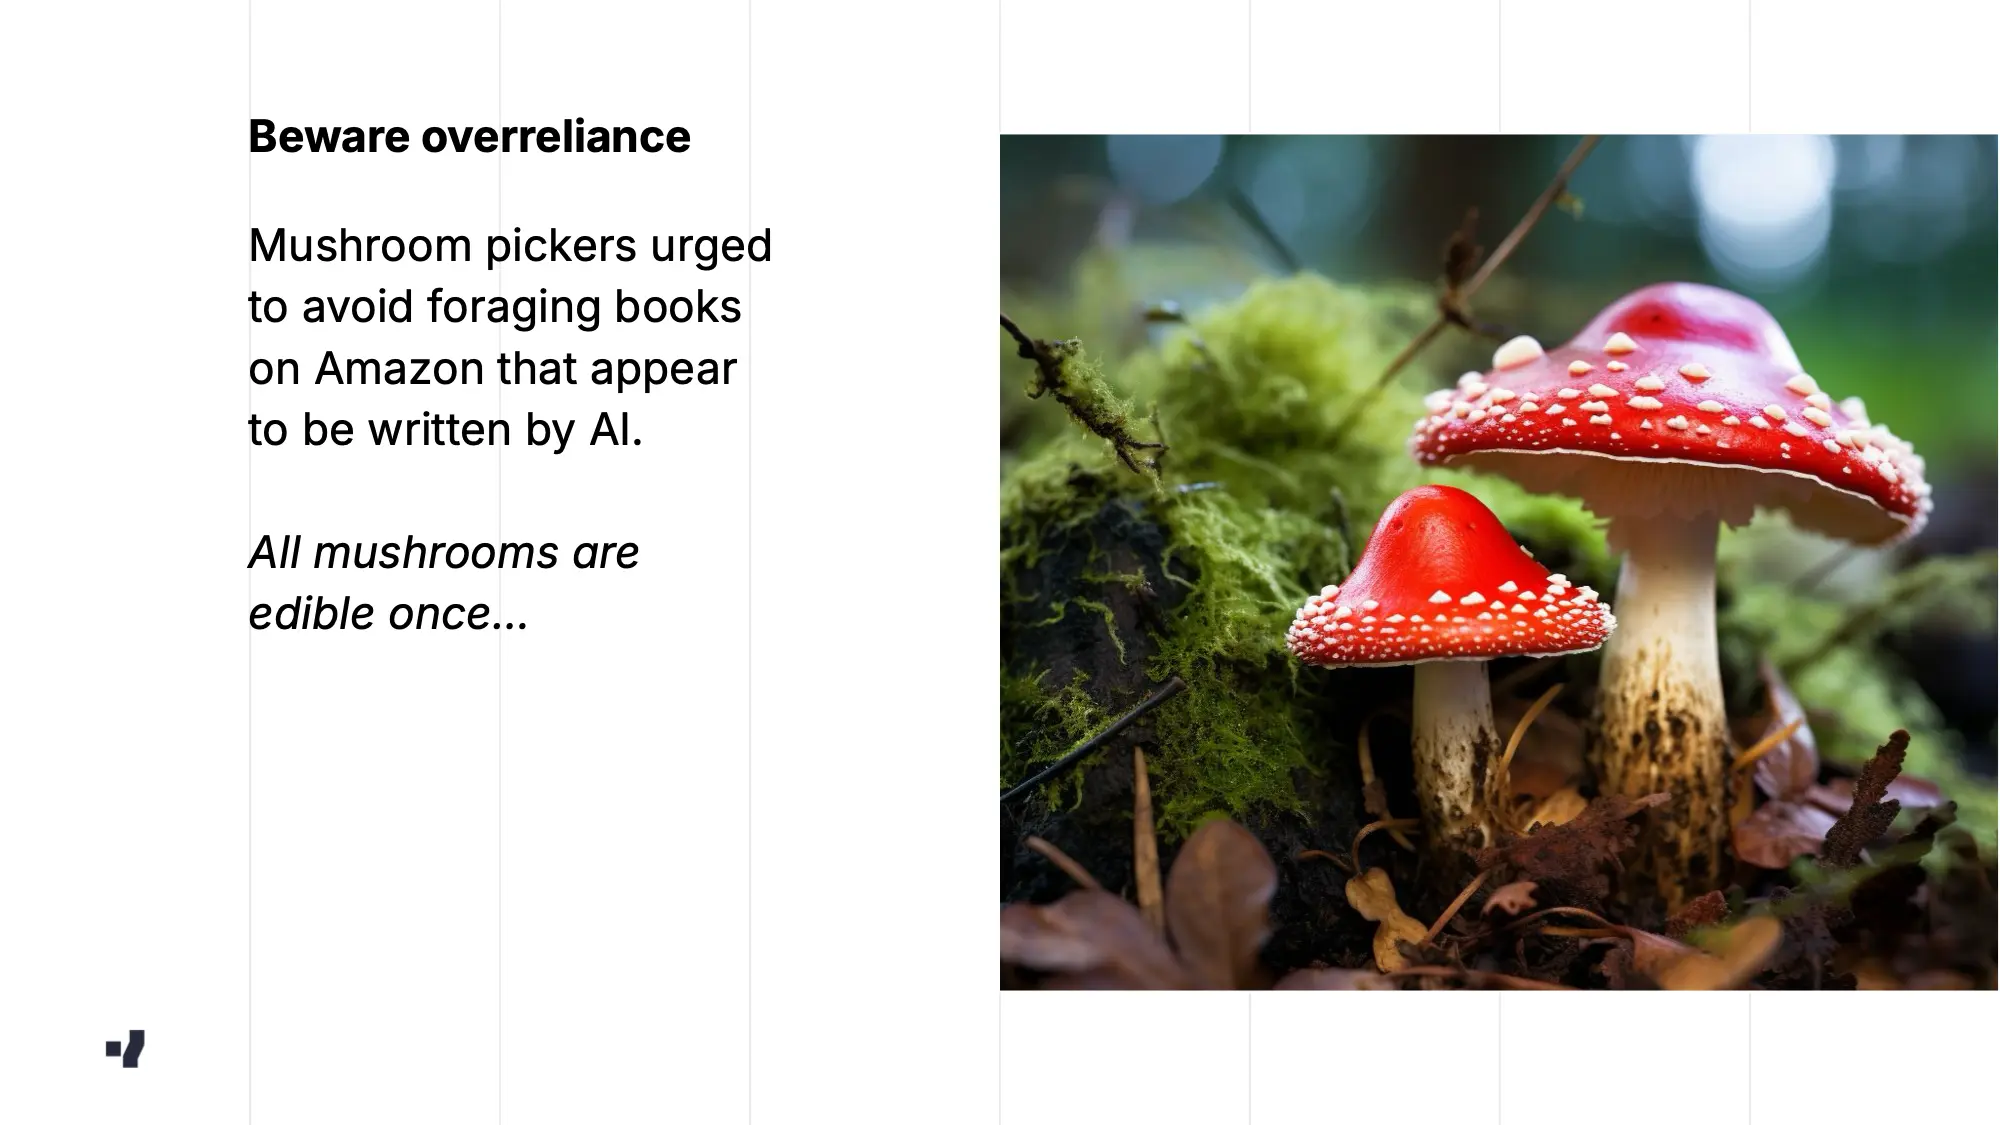 Beware overreliance
Mushroom pickers urged
to avoid foraging books
on Amazon that appear
to be written by AI.
All mushrooms are
edible once...